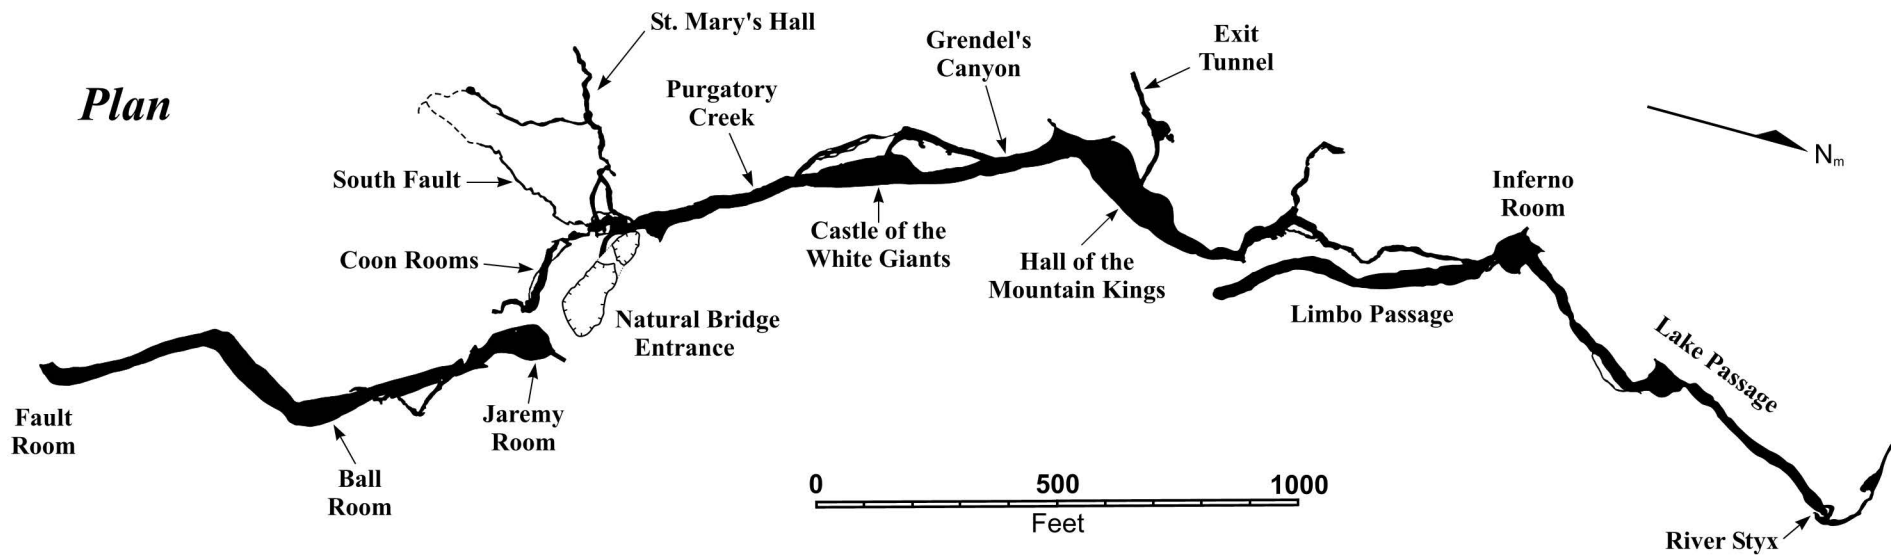 Plan
St. Mary's Hall
Purgatory
Creek
Grendel's
Canyon
Exit
Tunnel
Nm
South Fault
Inferno
Room
Coon Rooms
Castle of the
White Giants
Hall of the
Mountain Kings
Natural Bridge
Entrance
Limbo Passage
Lake Passage
Fault
Room
Jaremy
Room
Ball
Room
0 500 1000
Feet
River Styx